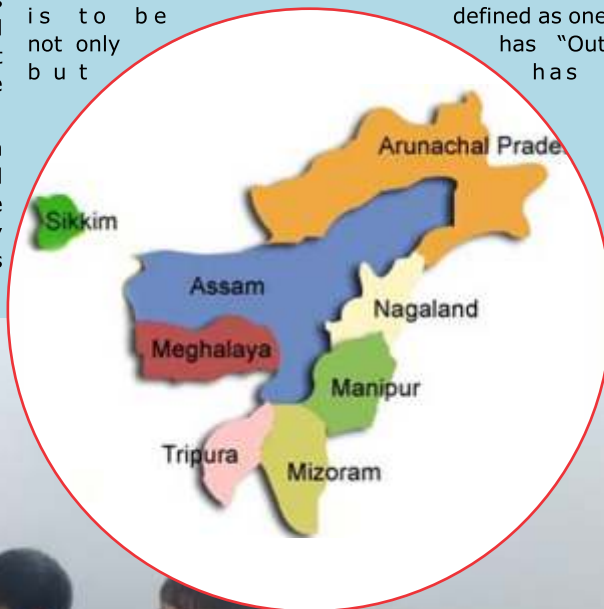 is to be
defined as one
not only
has “Out
but
has
Arunachal Prade
Sikkim
Assam
Nagaland
Meghalaya
Manipur
Tripura
Mizoram